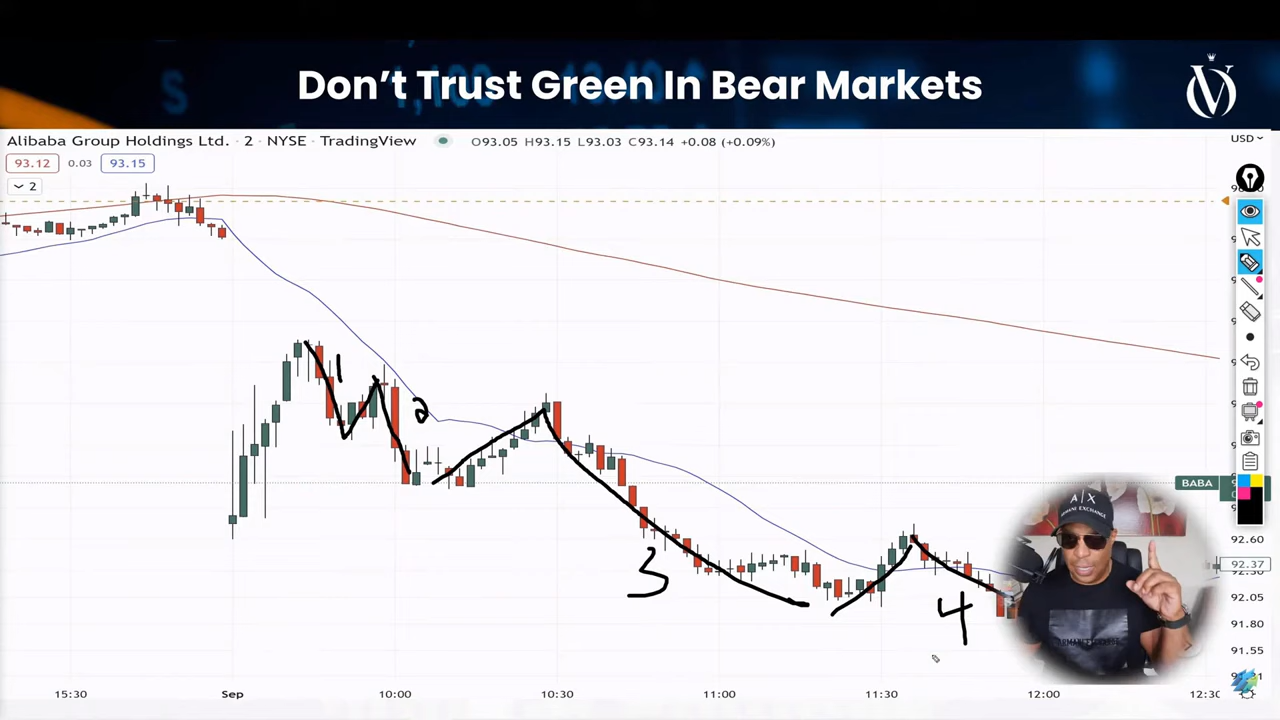 Don't Trust Green In Bear Markets
Alibaba Group Holdings Ltd. · 2 · NYSE · TradingView O93.05 H93.15 L93.03 C93.14 +0.08 (+0.09%)
USD
93.12 0.03 93.15
2
1
2
BABA
92.60
92.37
3
92.05
4
91.80
91.55
A|X
ARMANI EXCHANGE
15:30 Sep 10:00 10:30 11:00 11:30 12:00 12:30